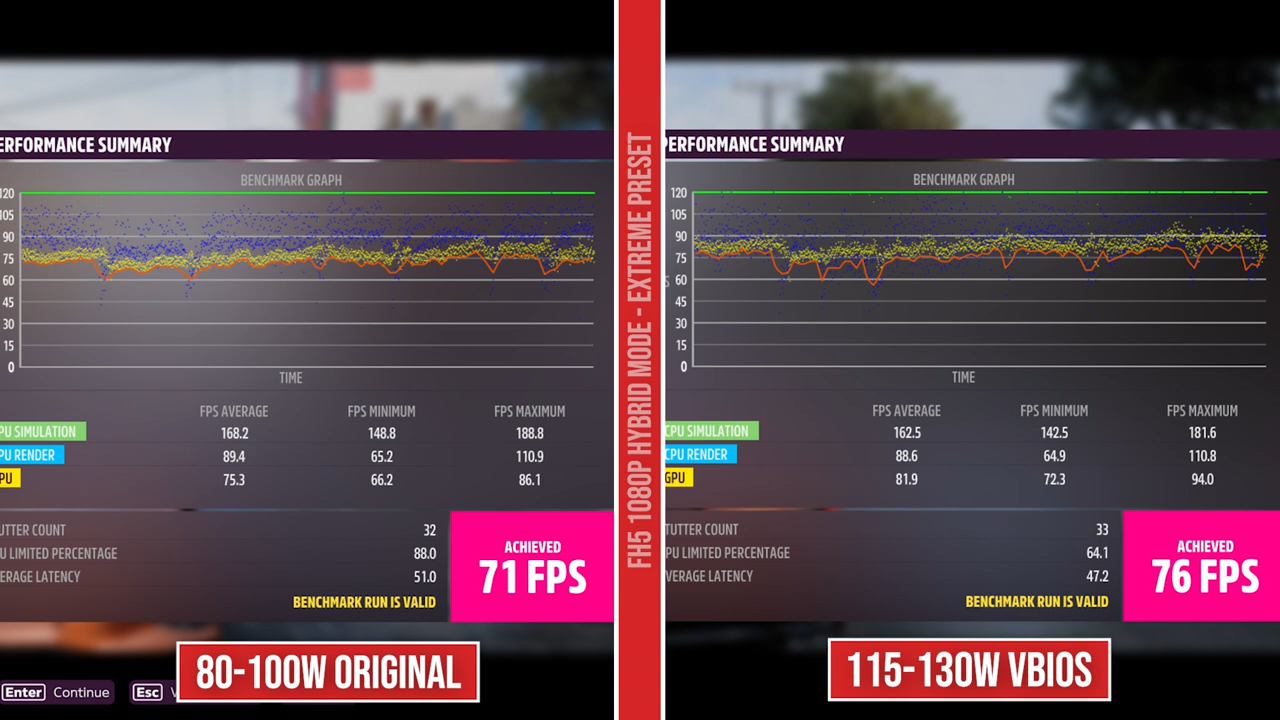 ERFORMANCE SUMMARY
BENCHMARK GRAPH
120
105
90
75
60
45
30
15
0
TIME
FPS AVERAGE FPS MINIMUM FPS MAXIMUM
PU SIMULATION 168.2 148.8 188.8
PU RENDER 89.4 65.2 110.9
PU 75.3 66.2 86.1
UTTER COUNT 32
U LIMITED PERCENTAGE 88.0
ERAGE LATENCY 51.0
BENCHMARK RUN IS VALID
ACHIEVED
71 FPS
Enter Continue Esc V
80-100W ORIGINAL
FH5 1080P HYBRID MODE - EXTREME PRESET
PERFORMANCE SUMMARY
BENCHMARK GRAPH
120
105
90
75
60
45
30
15
0
S
TIME
FPS AVERAGE FPS MINIMUM FPS MAXIMUM
CPU SIMULATION 162.5 142.5 181.6
CPU RENDER 88.6 64.9 110.8
GPU 81.9 72.3 94.0
TUTTER COUNT 33
PU LIMITED PERCENTAGE 64.1
VERAGE LATENCY 47.2
BENCHMARK RUN IS VALID
ACHIEVED
76 FPS
115-130W VBIOS